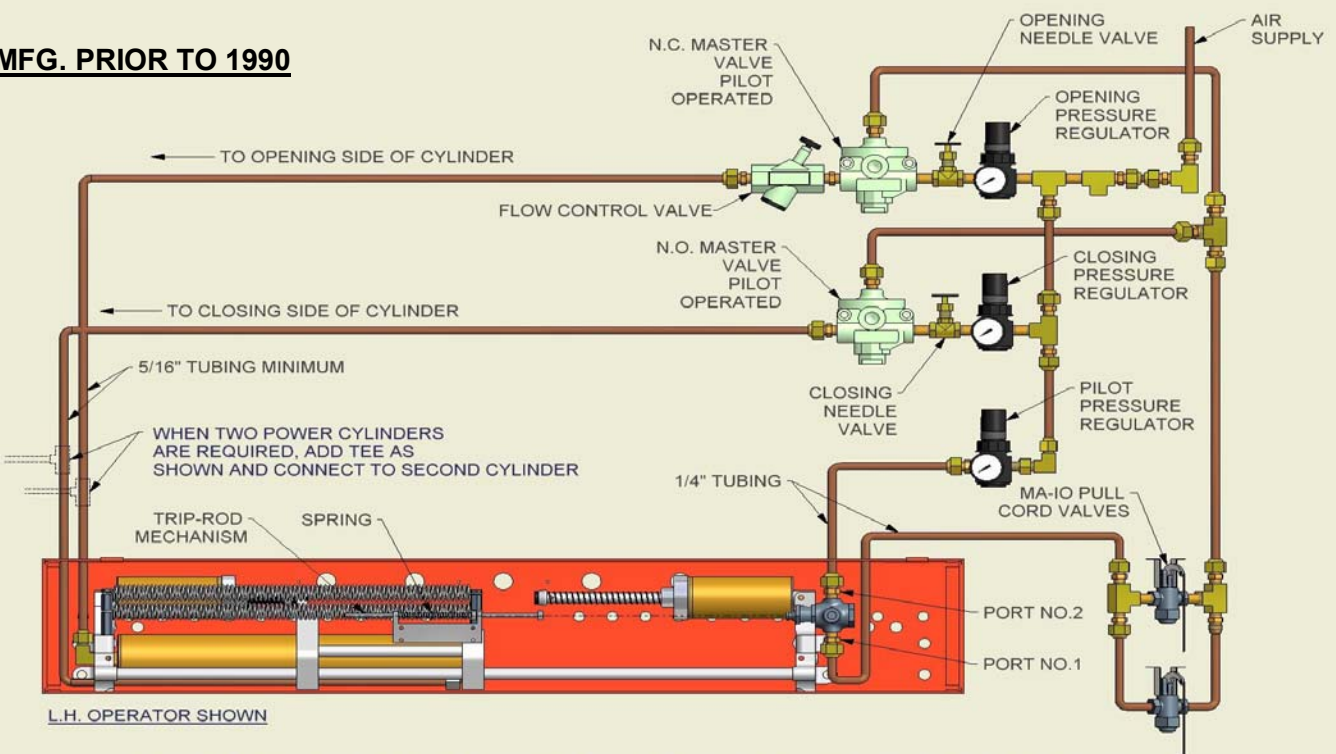 MFG. PRIOR TO 1990
OPENING
NEEDLE VALVE
AIR
SUPPLY
N.C. MASTER
VALVE
PILOT
OPERATED
OPENING
PRESSURE
REGULATOR
TO OPENING SIDE OF CYLINDER
FLOW CONTROL VALVE
N.O. MASTER
VALVE
PILOT
OPERATED
CLOSING
PRESSURE
REGULATOR
TO CLOSING SIDE OF CYLINDER
5/16" TUBING MINIMUM
CLOSING
NEEDLE
VALVE
PILOT
PRESSURE
REGULATOR
WHEN TWO POWER CYLINDERS
ARE REQUIRED, ADD TEE AS
SHOWN AND CONNECT TO SECOND CYLINDER
1/4" TUBING
MA-IO PULL
CORD VALVES
TRIP-ROD
MECHANISM
SPRING
PORT NO.2
PORT NO.1
L.H. OPERATOR SHOWN